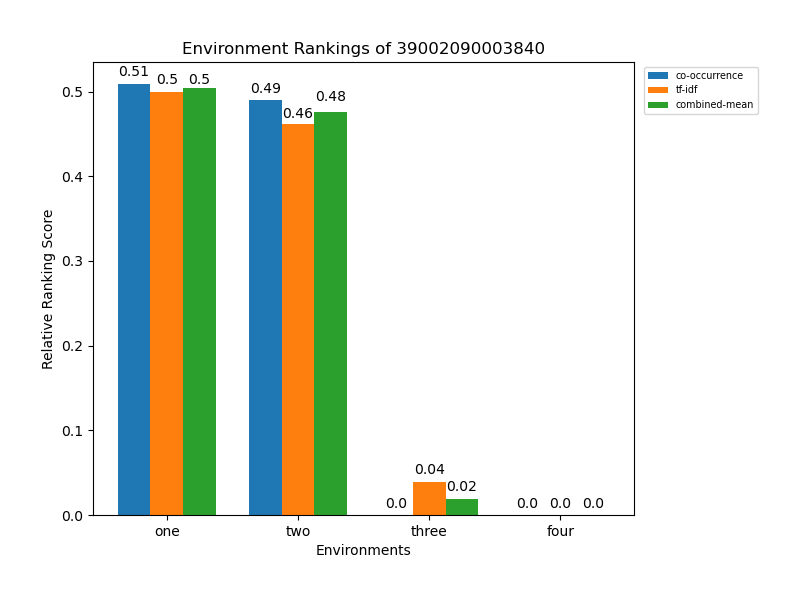 Environment Rankings of 39002090003840
co-occurrence
tf-idf
combined-mean
0.51
0.5
0.5
0.49
0.46
0.48
0.0
0.04
0.02
0.0
0.0
0.0
Relative Ranking Score
0.5
0.4
0.3
0.2
0.1
0.0
one
two
three
four
Environments